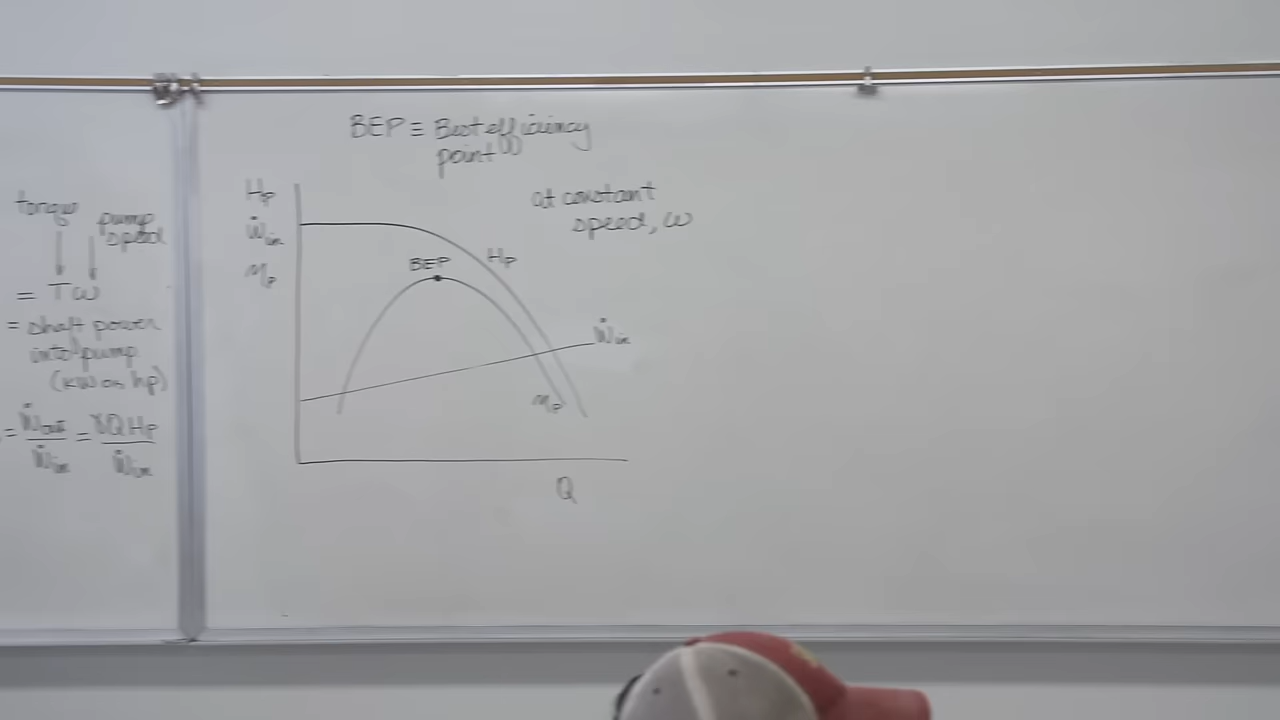 torque
pump
speed
= Tω
= shaft power
into pump
(kW or hp)
= Ẇout/Ẇin = γQHp/Ẇin
BEP ≡ Best efficiency
point
at constant
speed, ω
Hp
Ẇin
ηp
BEP
Hp
Ẇin
ηp
Q